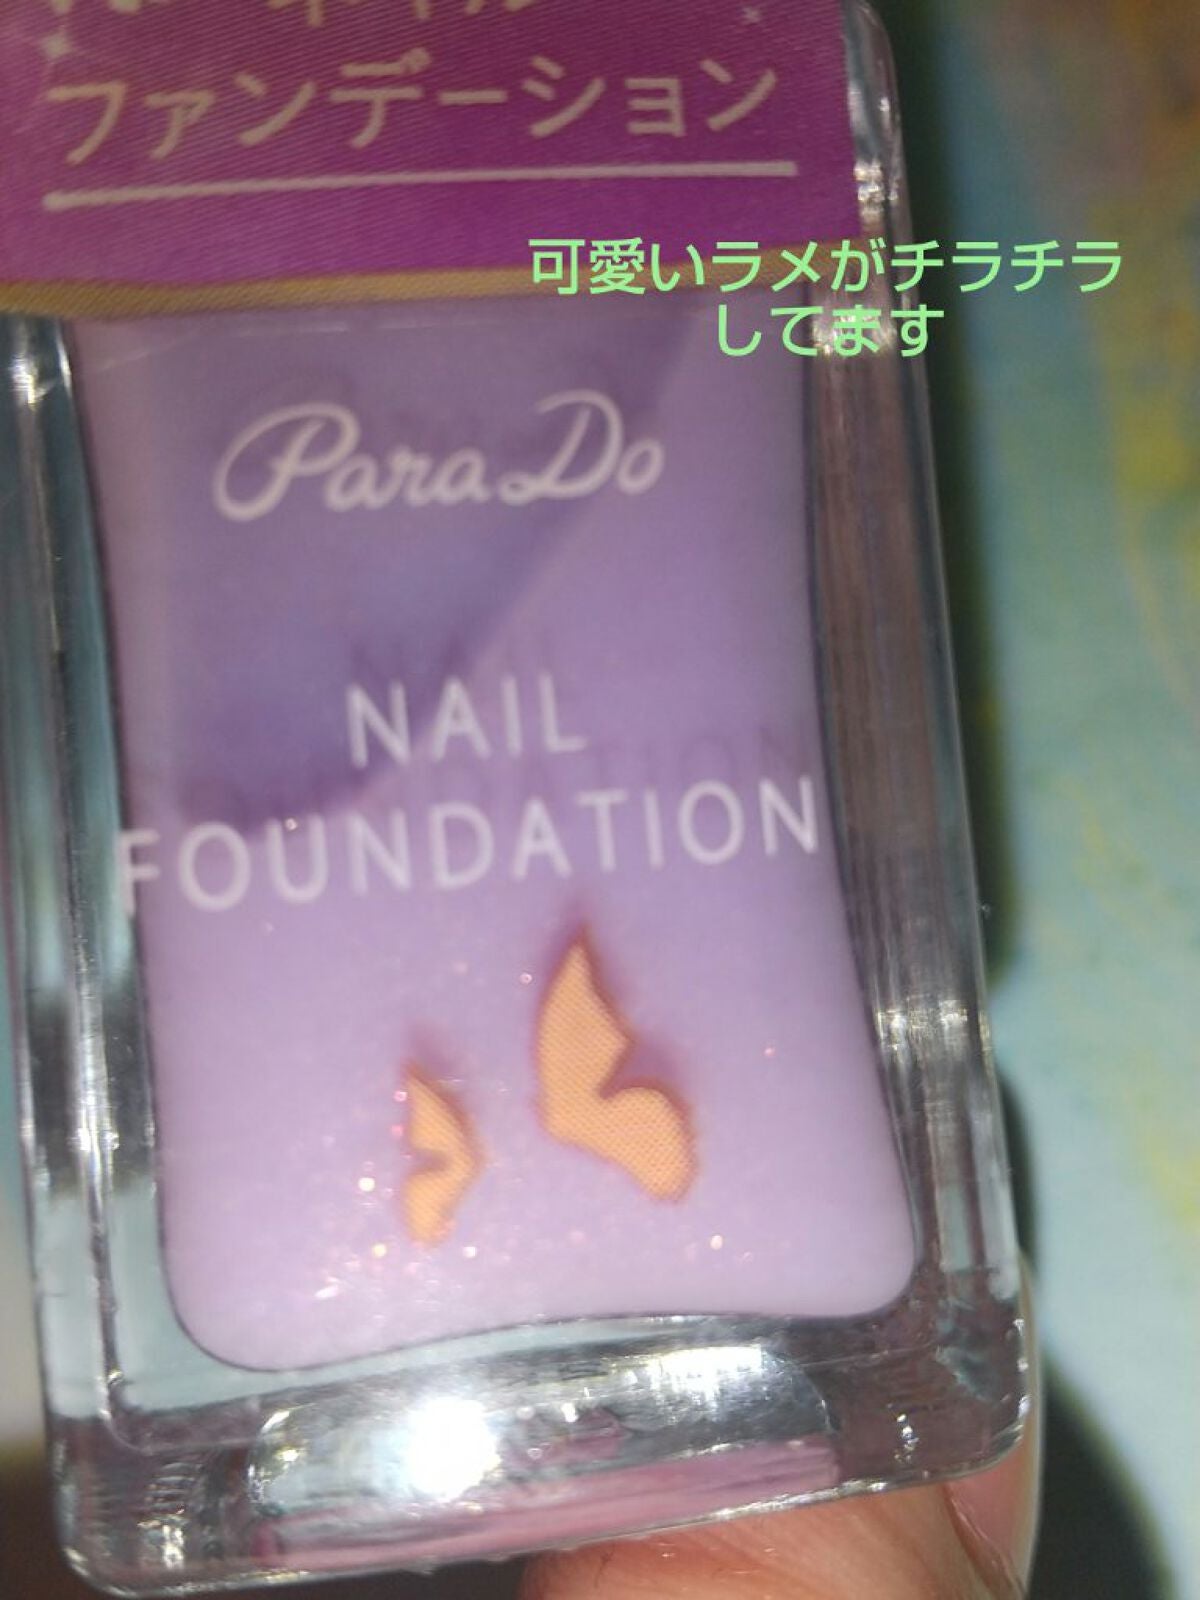 ファンデーション
可愛いラメがチラチラ
してます
ParaDo
NAIL
FOUNDATION